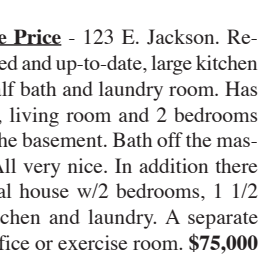 e Price - 123 E. Jackson. Re-
ed and up-to-date, large kitchen
lf bath and laundry room. Has
, living room and 2 bedrooms
he basement. Bath off the mas-
All very nice. In addition there
al house w/2 bedrooms, 1 1/2
tchen and laundry. A separate
fice or exercise room. $75,000